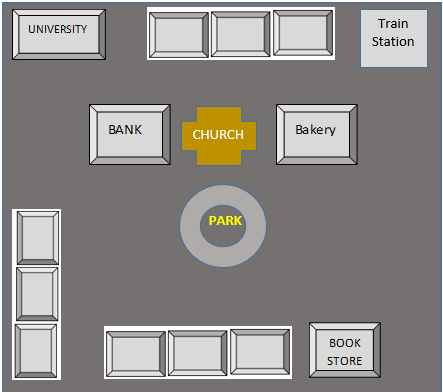 UNIVERSITY
Train
Station
BANK
CHURCH
Bakery
PARK
BOOK
STORE